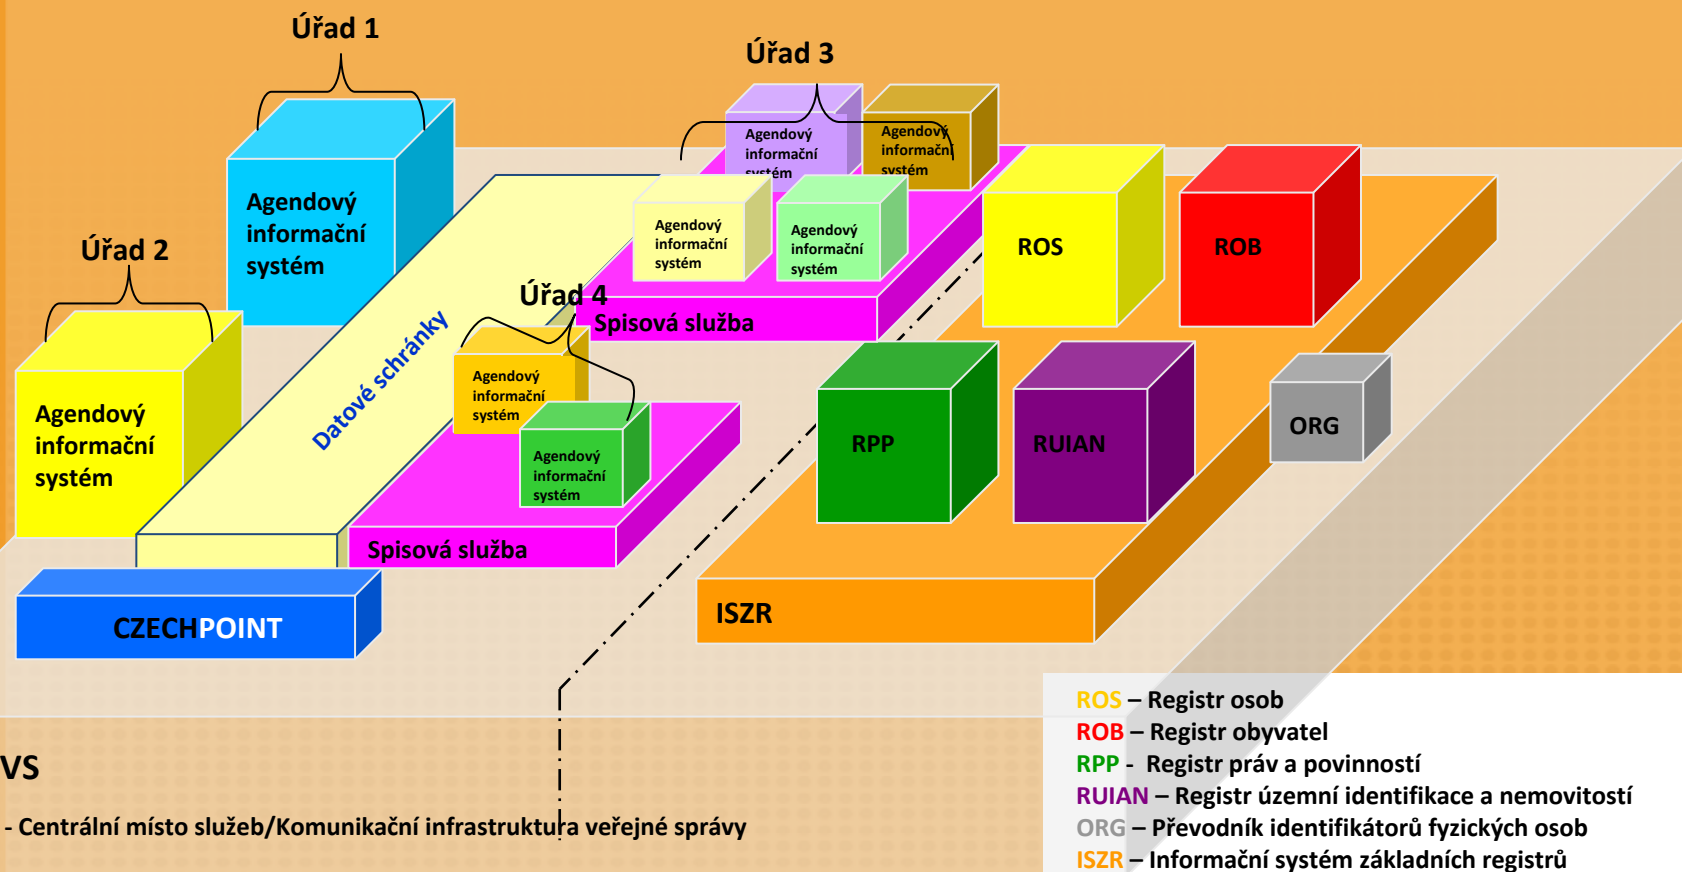 Úřad 1
Úřad 3
Agendový
informační
systém
Agendový
informační
Agendový
informační
systém
Úřad 2
Agendový
informační
systém
Agendový
informační
systém
ROS
ROB
Úřad 4
Spisová služba
Datové schránky
Agendový
informační
systém
Agendový
informační
systém
Agendový
informační
systém
RPP
RUIAN
ORG
Spisová služba
CZECHPOINT
ISZR
VS
- Centrální místo služeb/Komunikační infrastruktura veřejné správy
ROS – Registr osob
ROB – Registr obyvatel
RPP - Registr práv a povinností
RUIAN – Registr územní identifikace a nemovitostí
ORG – Převodník identifikátorů fyzických osob
ISZR – Informační systém základních registrů